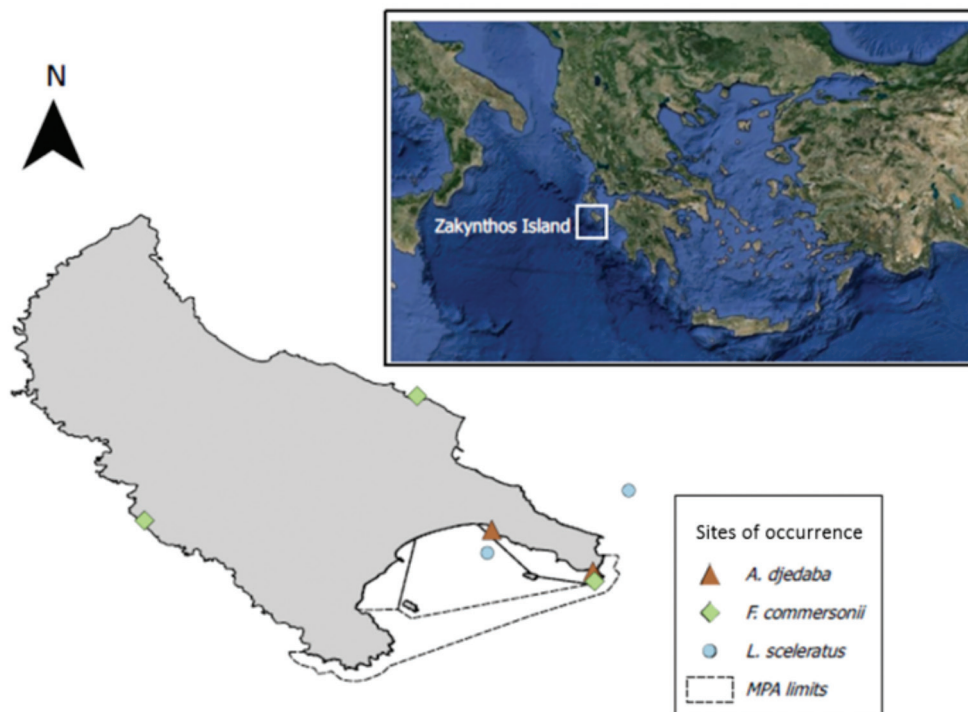 N
Zakynthos Island
Sites of occurrence
A. djedaba
F. commersonii
L. sceleratus
MPA limits